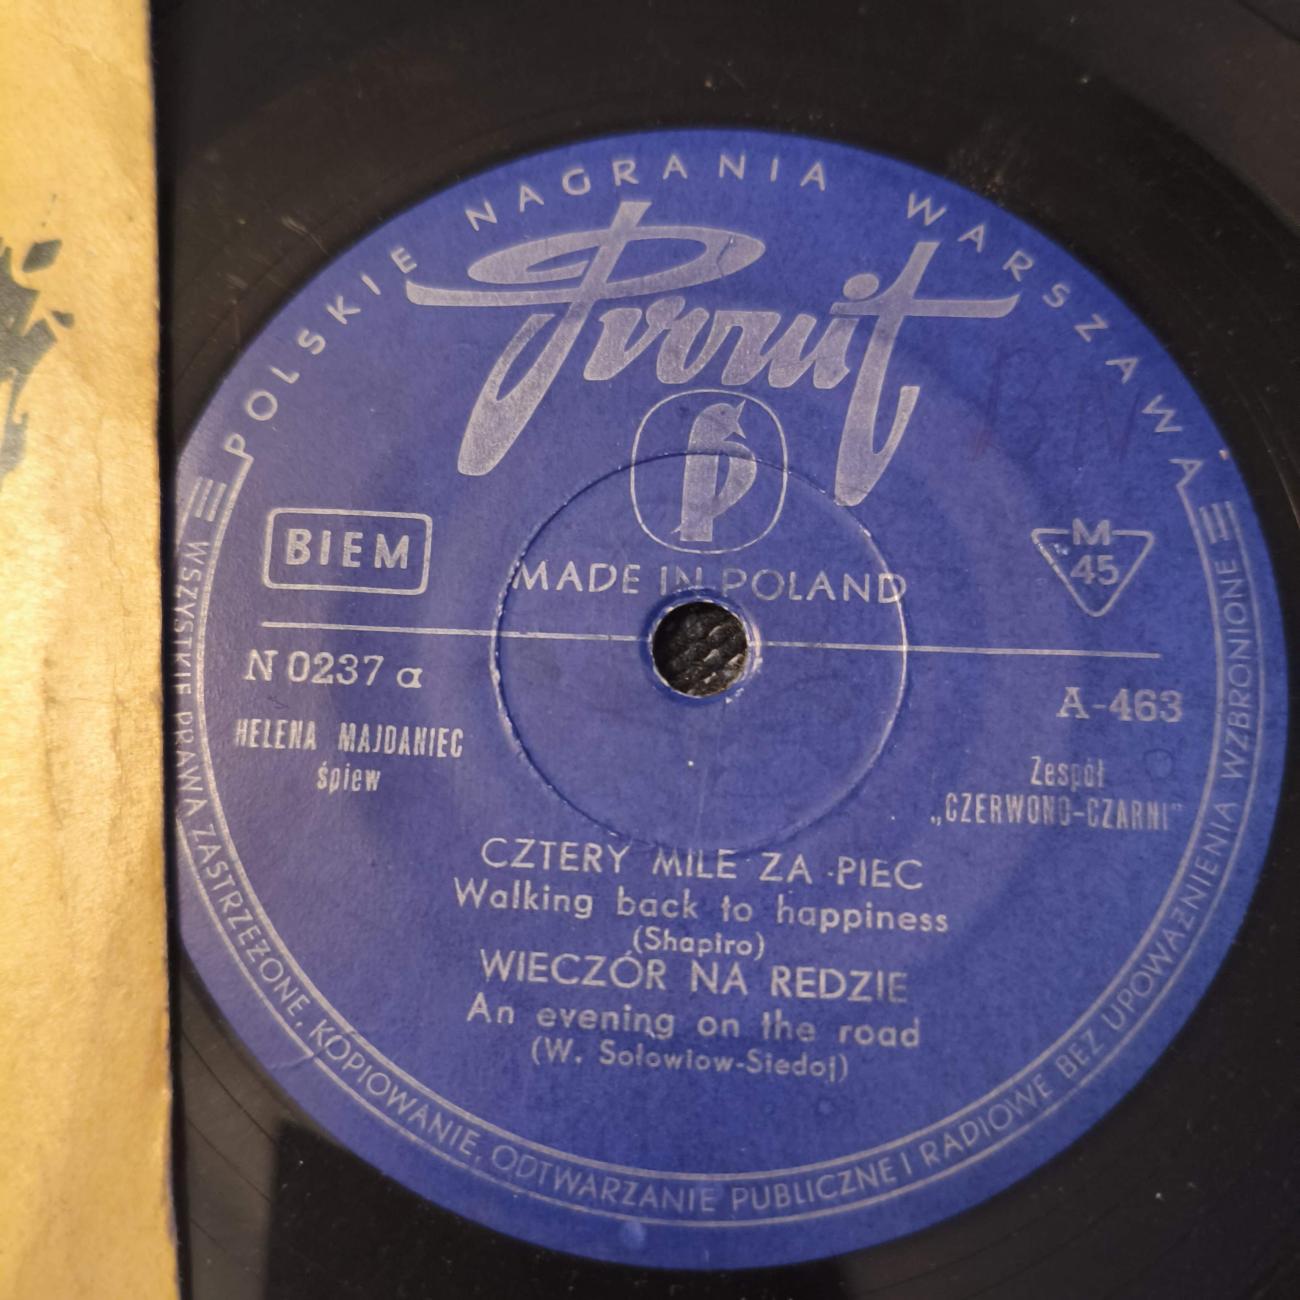 POLSKIE NAGRANIA WARSZAWA
Pronit
BIEM
MADE IN POLAND
M
45
N 0237 a
A-463
HELENA MAJDANIEC
śpiew
Zespół
„CZERWONO-CZARNI"
CZTERY MILE ZA PIEC
Walking back to happiness
(Shapiro)
WIECZÓR NA REDZIE
An evening on the road
(W. Sołowiow-Siedoj)
WSZYSTKIE PRAWA ZASTRZEŻONE, KOPIOWANIE, ODTWARZANIE PUBLICZNE I RADIOWE BEZ UPOWAŻNIENIA WZBRONIONE